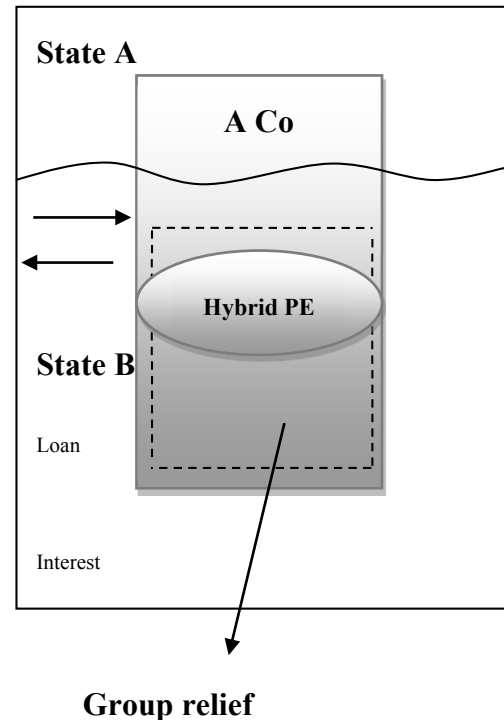 State A
A Co
Hybrid PE
State B
Loan
Interest
Group relief